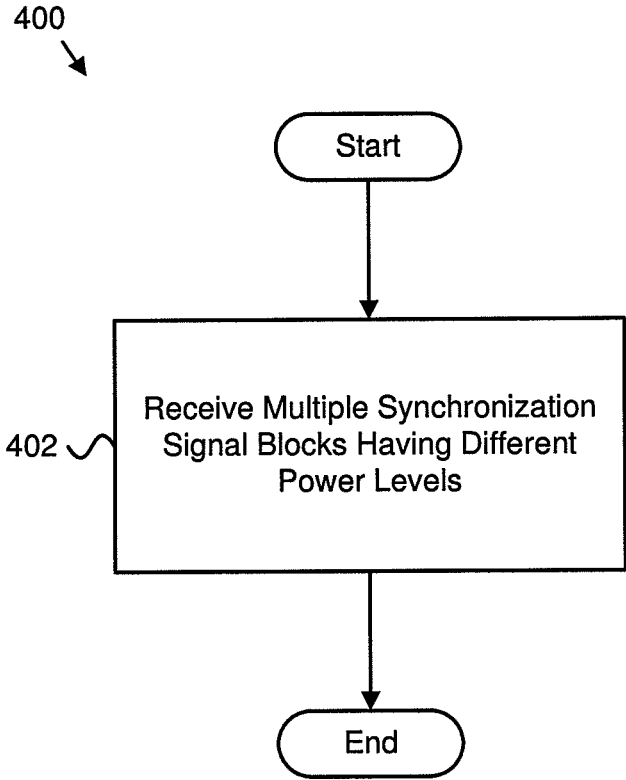 400
Start
Receive Multiple Synchronization
Signal Blocks Having Different
Power Levels
402
End